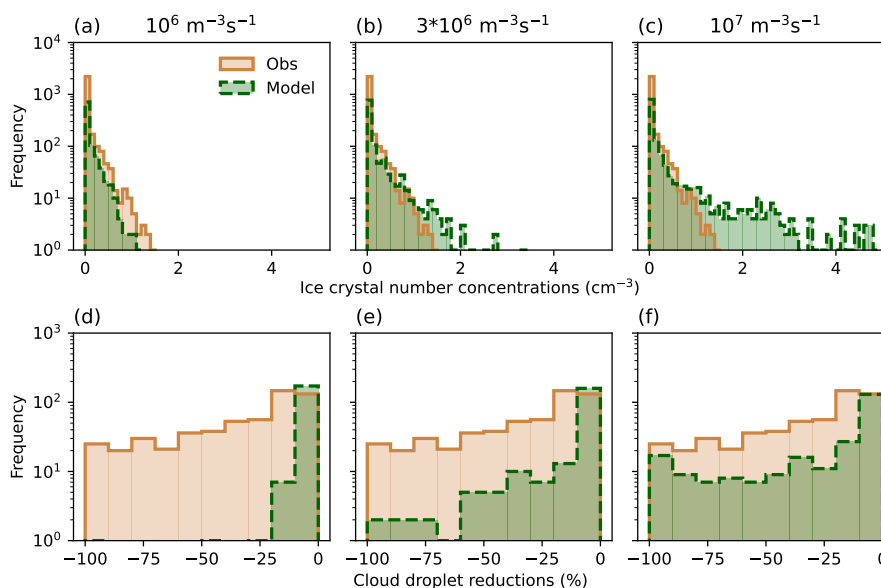 (a) 10⁶ m⁻³s⁻¹ (b) 3*10⁶ m⁻³s⁻¹ (c) 10⁷ m⁻³s⁻¹
10⁴
10³
10²
10¹
10⁰
Frequency
Obs
Model
0 2 4 0 2 4 0 2 4
Ice crystal number concentrations (cm⁻³)
(d) (e) (f)
10³
10²
10¹
10⁰
Frequency
−100 −75 −50 −25 0 −100 −75 −50 −25 0 −100 −75 −50 −25 0
Cloud droplet reductions (%)